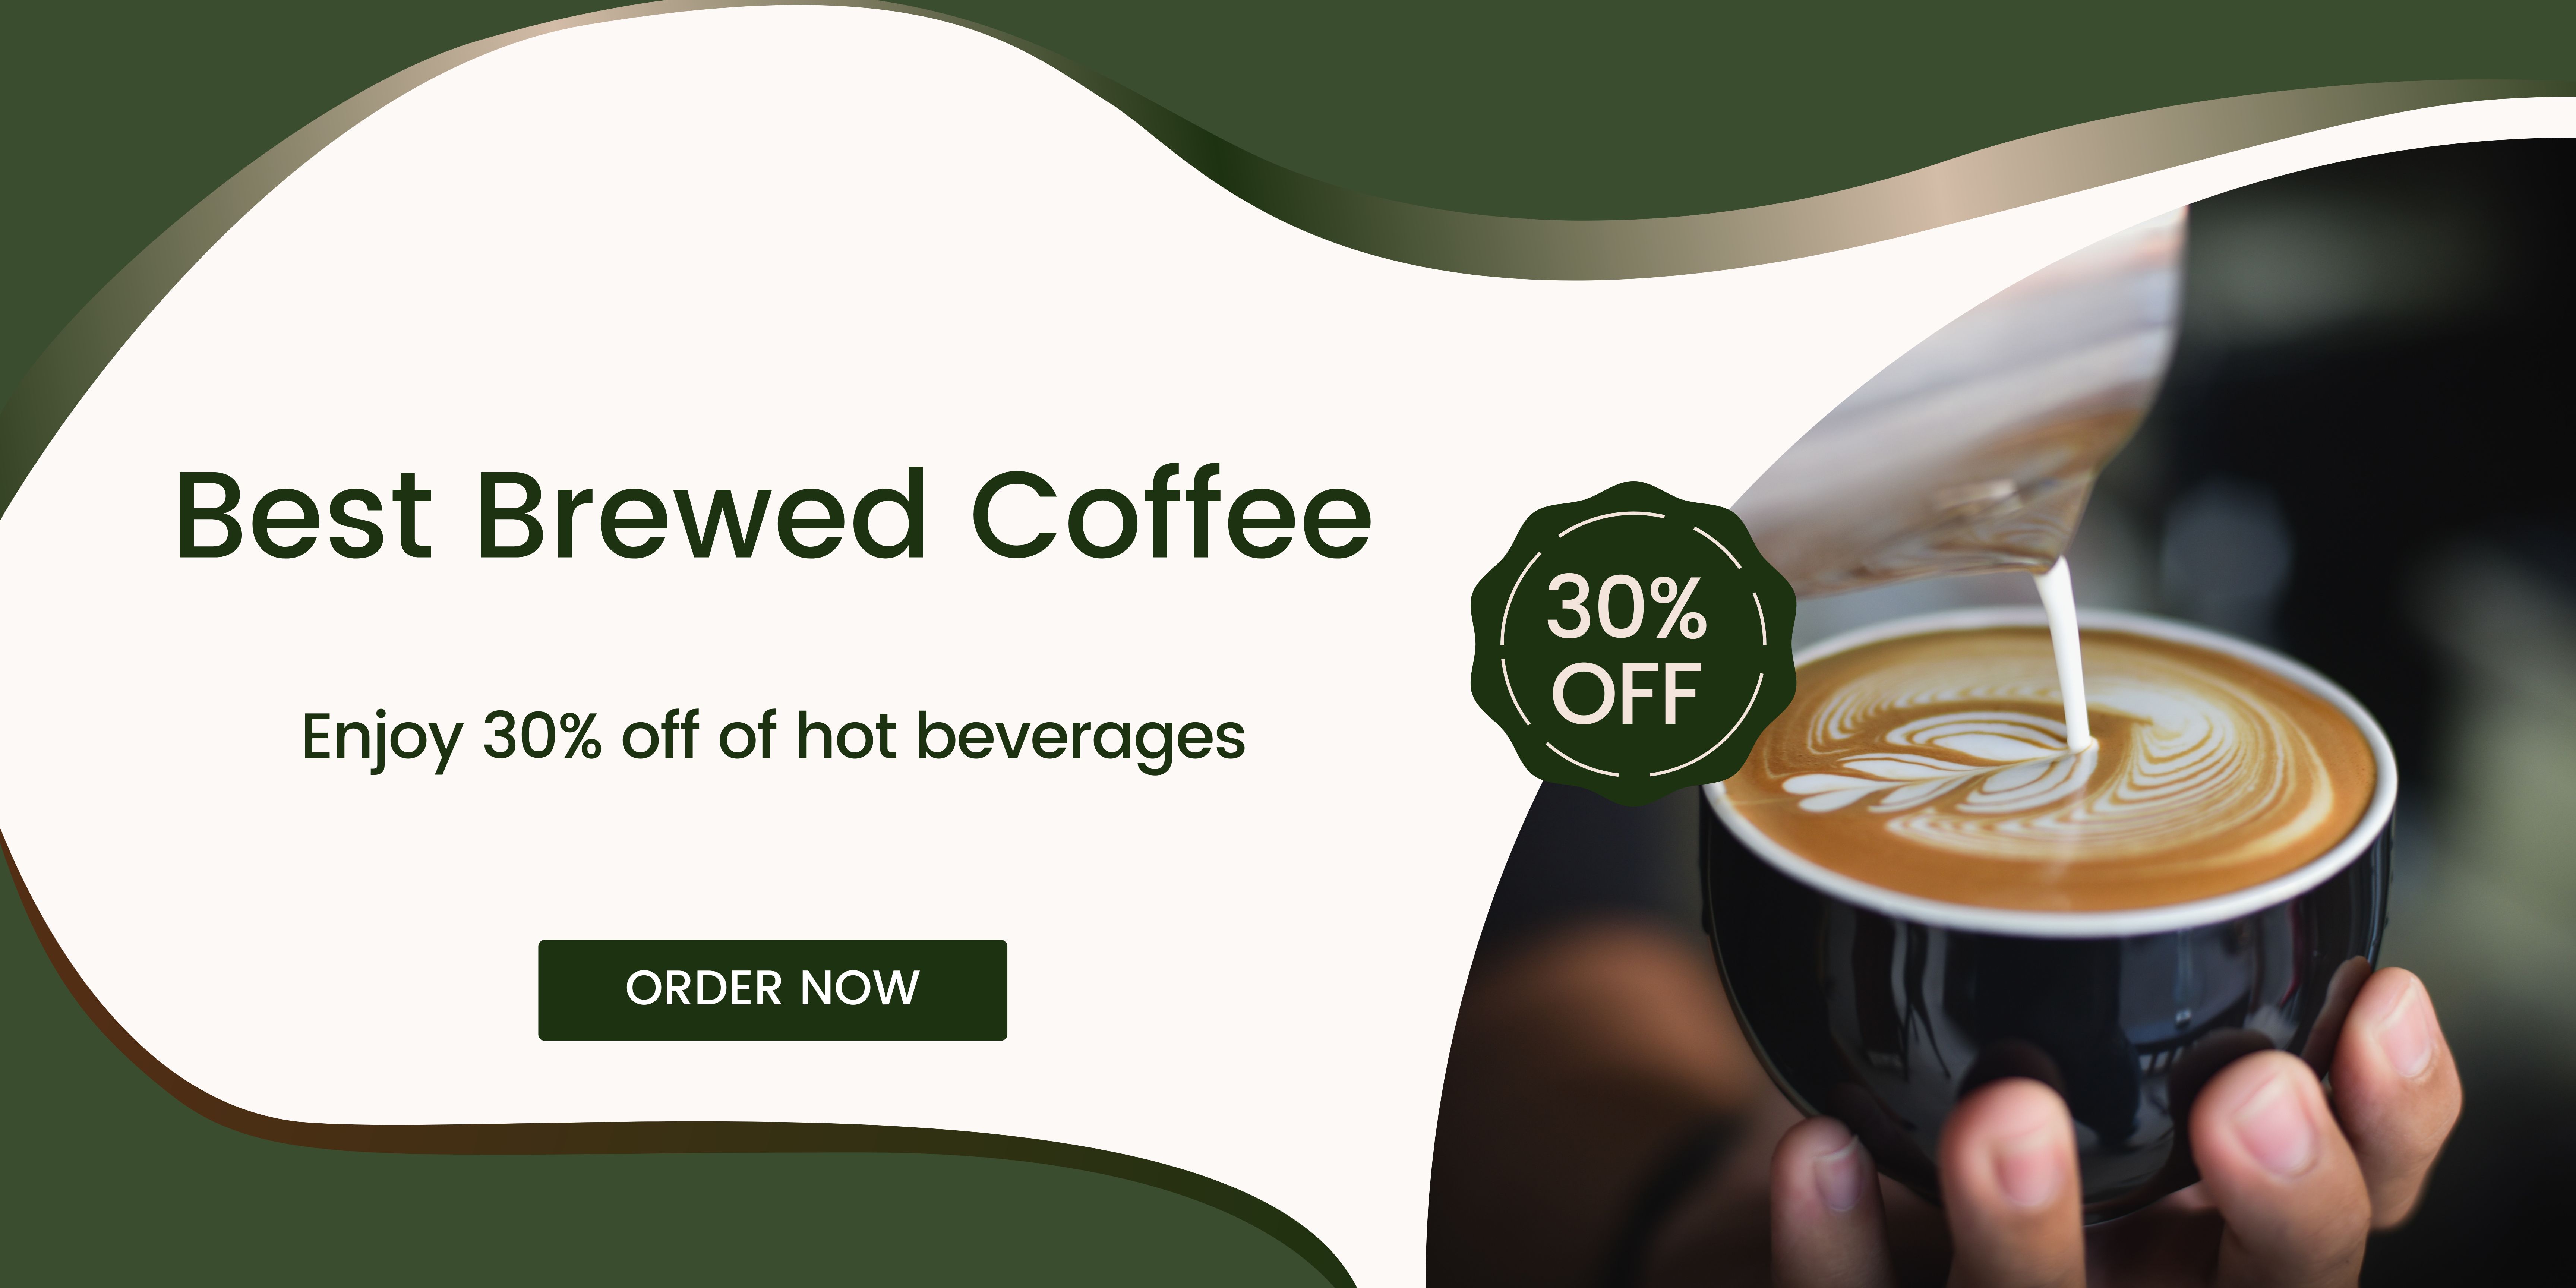 Best Brewed Coffee
Enjoy 30% off of hot beverages
ORDER NOW
30%
OFF